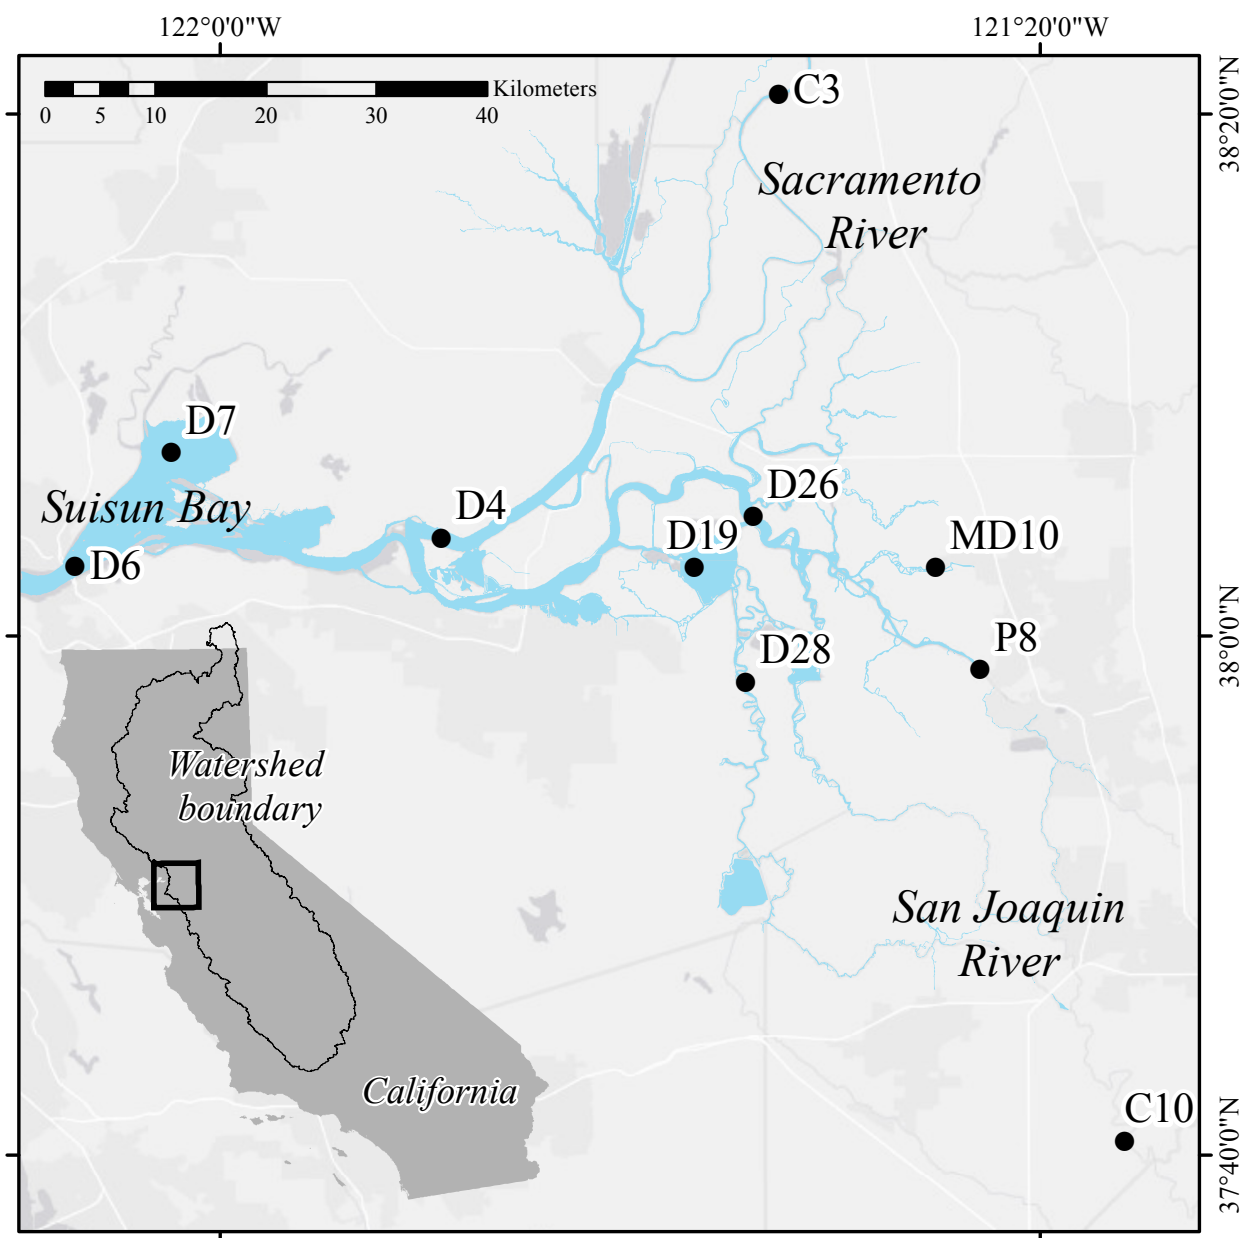 122°0'0"W
121°20'0"W
Kilometers
0 5 10 20 30 40
C3
38°20'0"N
Sacramento
River
D7
Suisun Bay
D4
D26
D6
D19
MD10
P8
38°0'0"N
D28
Watershed
boundary
San Joaquin
River
California
C10
37°40'0"N